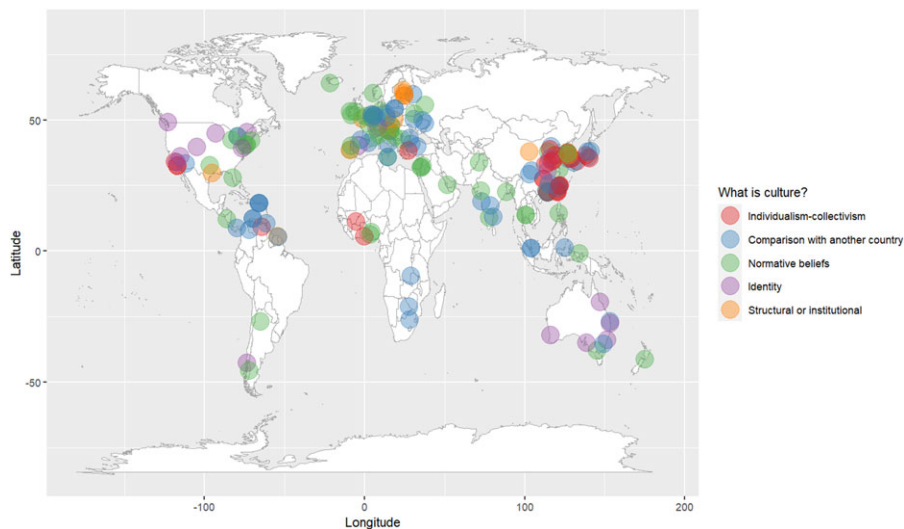 50
0
-50
Latitude
-100
0
100
200
Longitude
What is culture?
Individualism-collectivism
Comparison with another country
Normative beliefs
Identity
Structural or institutional